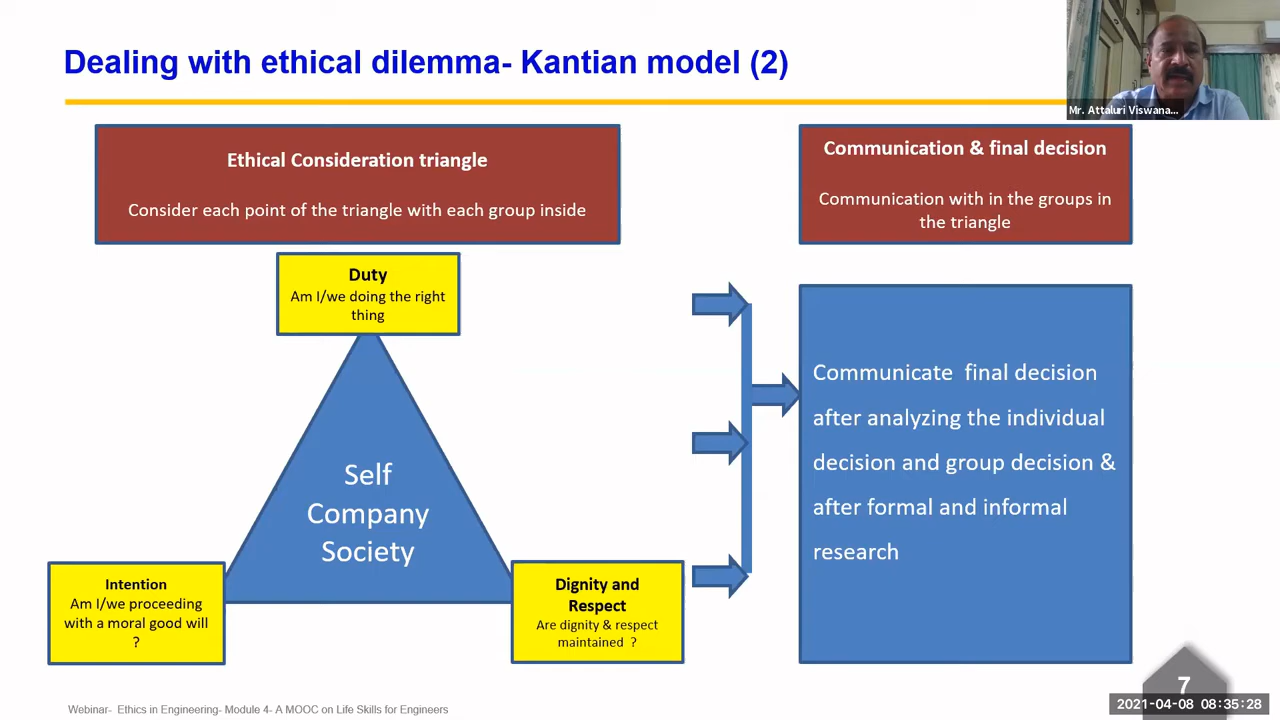 Dealing with ethical dilemma- Kantian model (2)
Mr. Attaluri Viswana...
Ethical Consideration triangle
Consider each point of the triangle with each group inside
Communication & final decision
Communication with in the groups in
the triangle
Duty
Am I/we doing the right
thing
Self
Company
Society
Intention
Am I/we proceeding
with a moral good will
?
Dignity and
Respect
Are dignity & respect
maintained ?
Communicate final decision
after analyzing the individual
decision and group decision &
after formal and informal
research
7
2021-04-08 08:35:28
Webinar- Ethics in Engineering- Module 4- A MOOC on Life Skills for Engineers